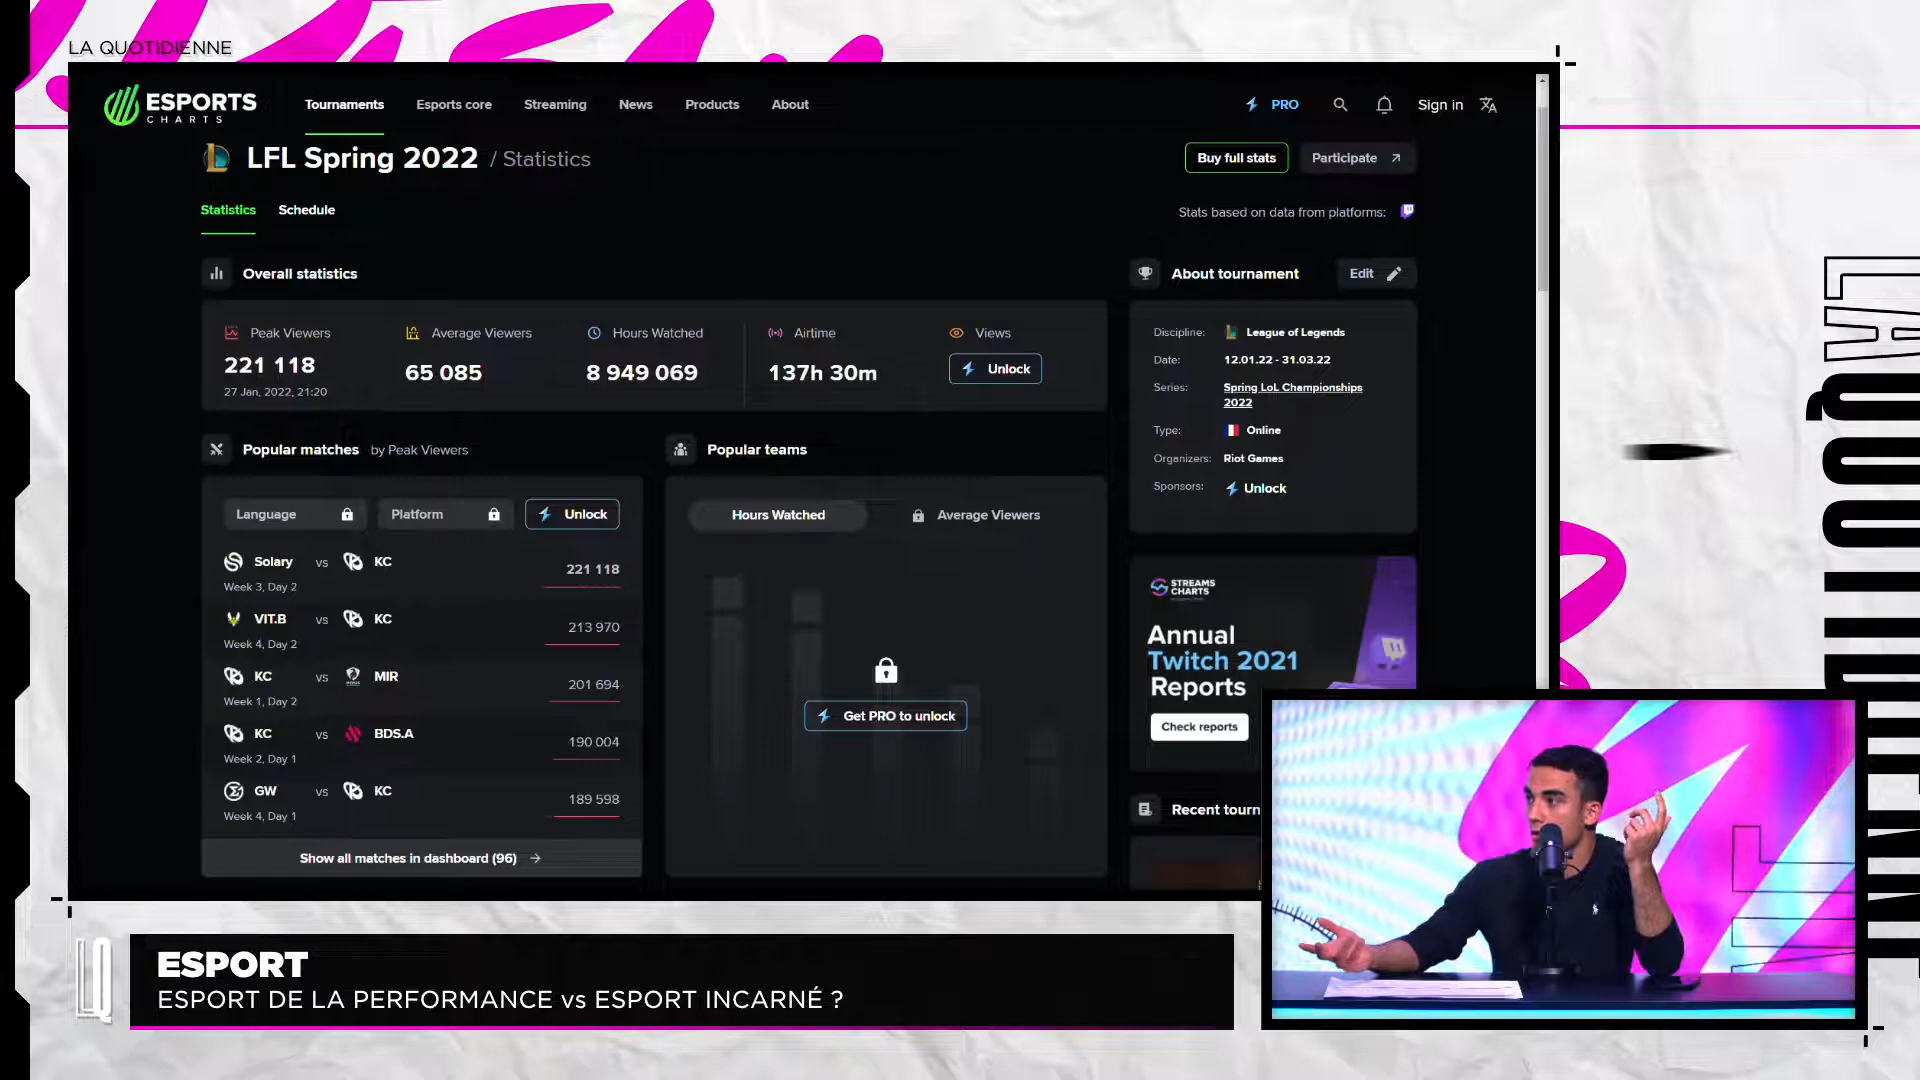 LA QUOTIDIENNE
ESPORTS
CHARTS
Tournaments
Esports core
Streaming
News
Products
About
PRO
Sign in
LFL Spring 2022 / Statistics
Buy full stats
Participate
Statistics
Schedule
Stats based on data from platforms:
Overall statistics
Peak Viewers
221 118
27 Jan, 2022, 21:20
Average Viewers
65 085
Hours Watched
8 949 069
Airtime
137h 30m
Views
Unlock
About tournament
Edit
Discipline: League of Legends
Date: 12.01.22 - 31.03.22
Series: Spring LoL Championships
2022
Type: Online
Organizers: Riot Games
Sponsors: Unlock
Popular matches by Peak Viewers
Language
Platform
Unlock
Solary vs KC
221 118
Week 3, Day 2
VIT.B vs KC
213 970
Week 4, Day 2
KC vs MIR
201 694
Week 1, Day 2
KC vs BDS.A
190 004
Week 2, Day 1
GW vs KC
189 598
Week 4, Day 1
Show all matches in dashboard (96)
Popular teams
Hours Watched
Average Viewers
Get PRO to unlock
STREAMS
CHARTS
Annual
Twitch 2021
Reports
Check reports
Recent tourn
LQ
ESPORT
ESPORT DE LA PERFORMANCE vs ESPORT INCARNÉ ?